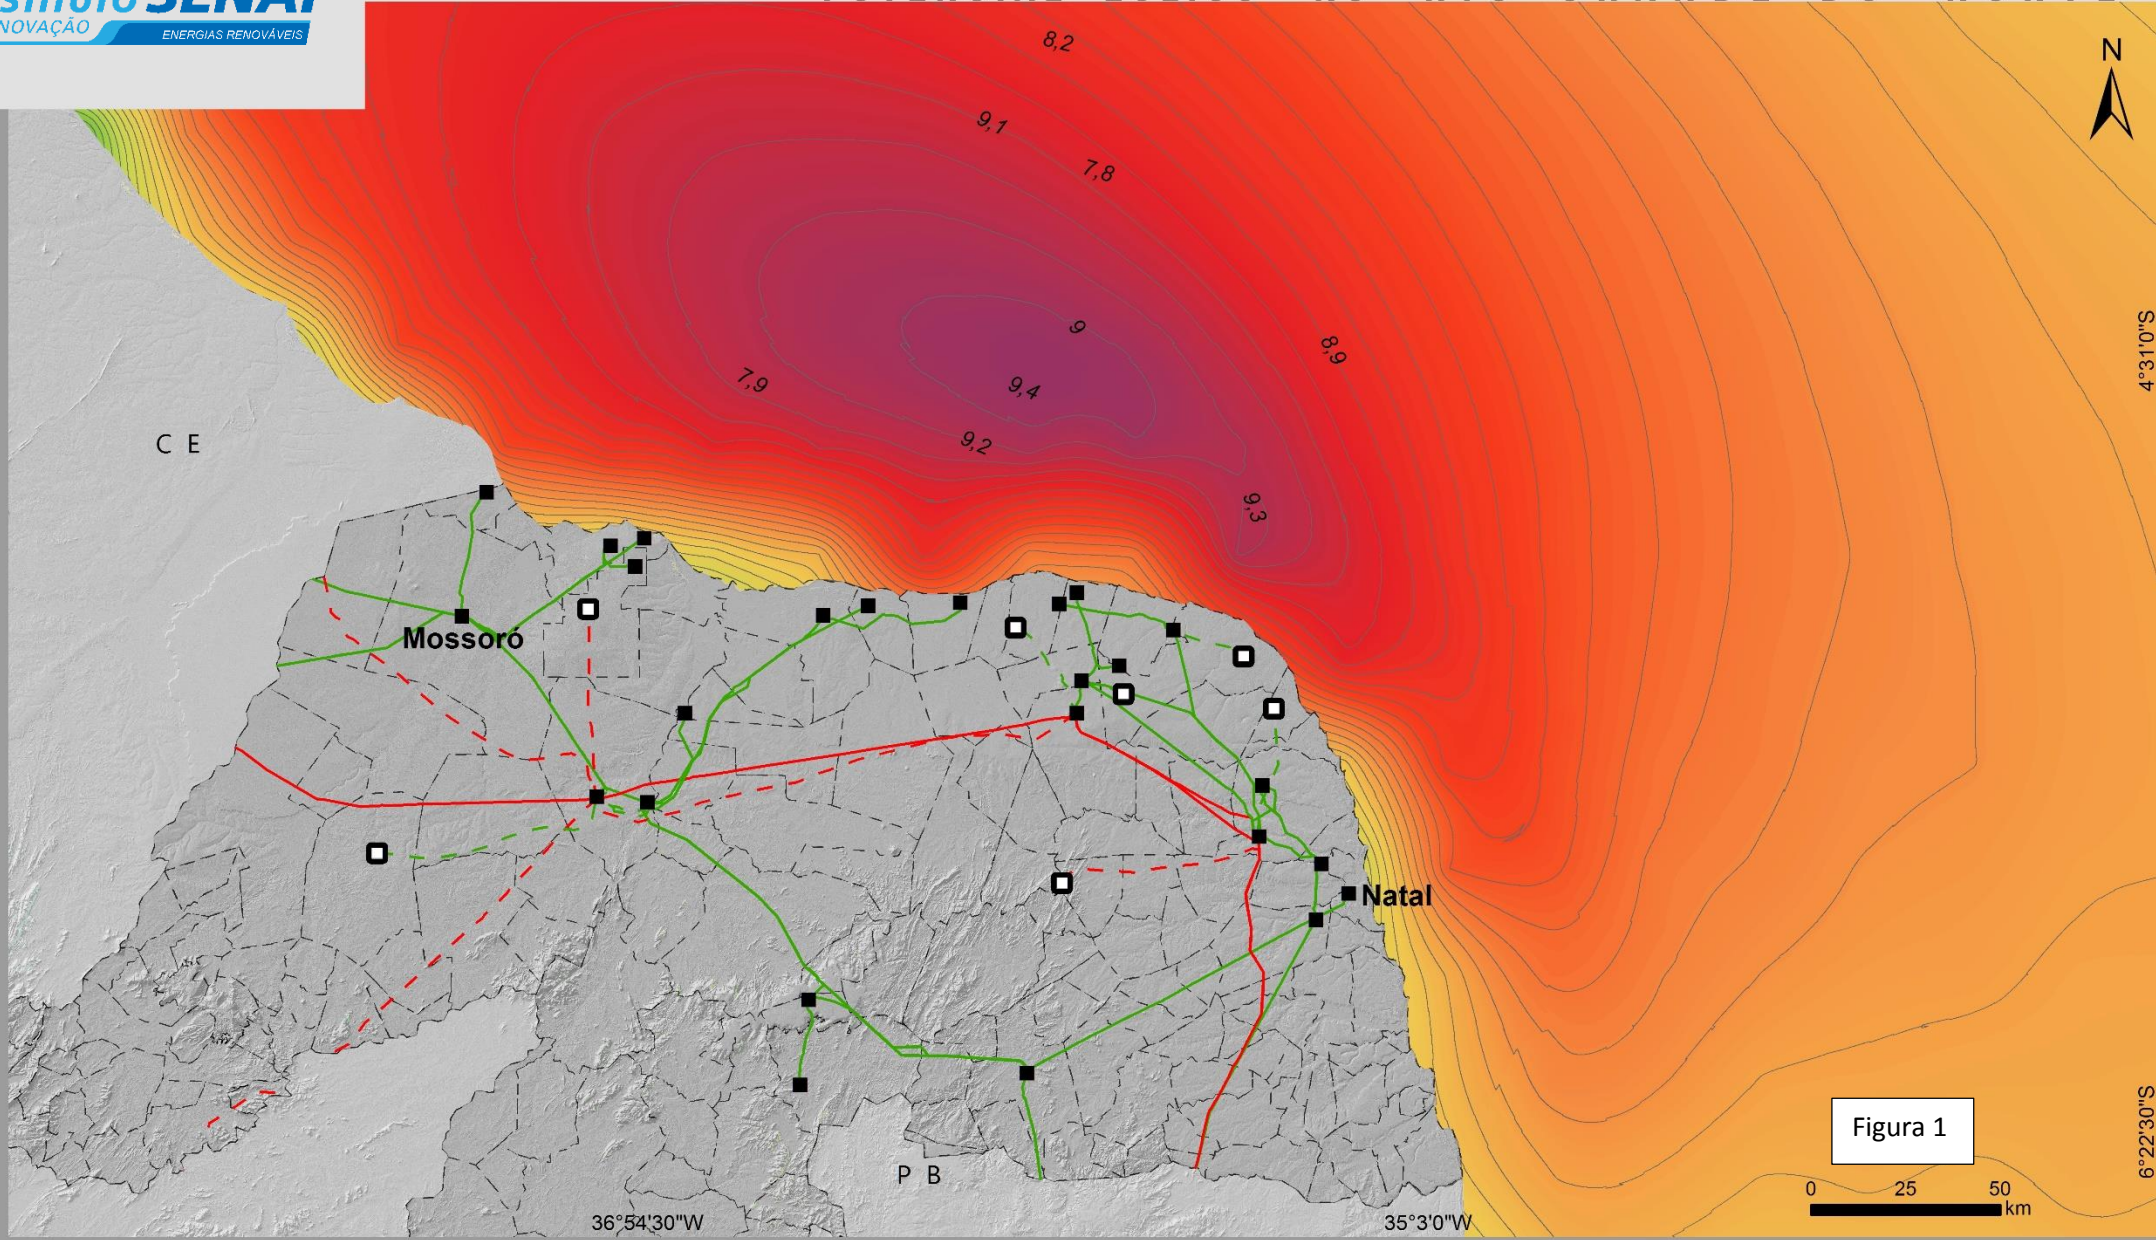 SENAI
ENERGIAS RENOVÁVEIS
8,2
N
9,1
7,8
9
4°31'0"S
8,9
7,9
9,4
9,2
C E
9,3
Mossoró
Natal
Figura 1
6°22'30"S
P B
0 25 50
km
36°54'30"W
35°3'0"W